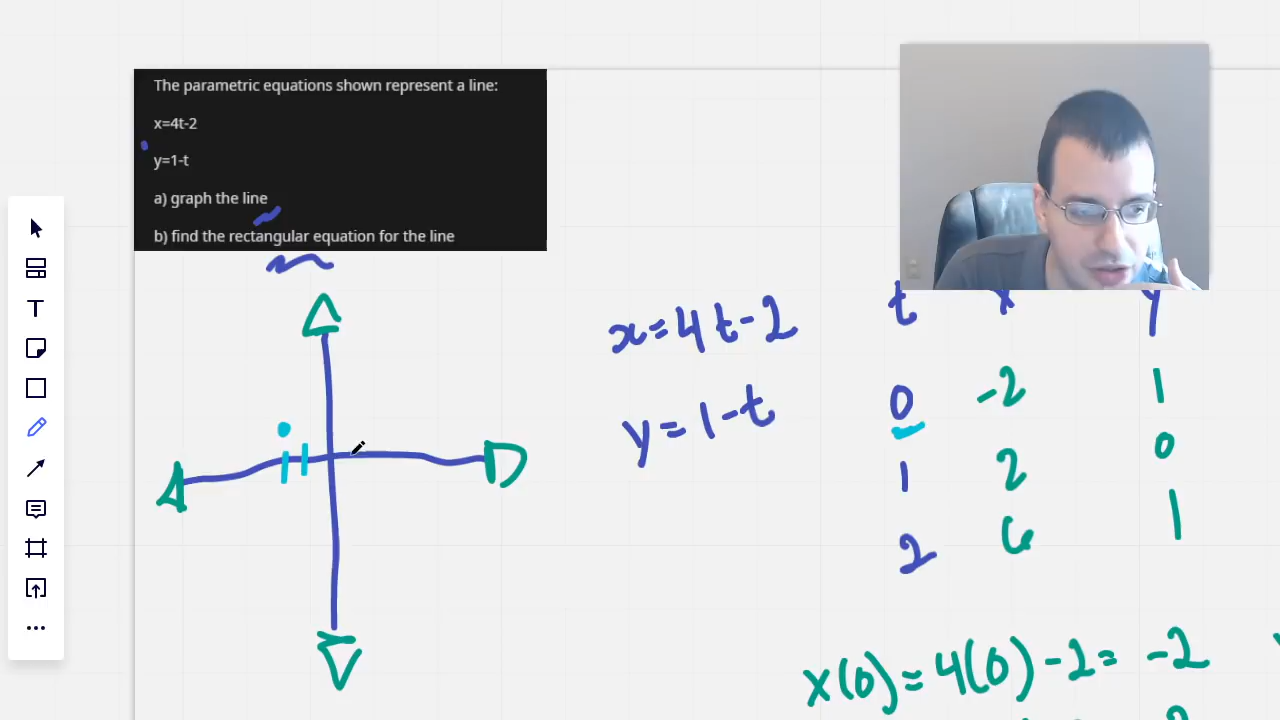 The parametric equations shown represent a line:
x=4t-2
y=1-t
a) graph the line
b) find the rectangular equation for the line
x=4t-2
y=1-t
t x y
0 -2 1
1 2 0
2 6 1
x(0)=4(0)-2= -2
T